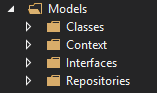 Models
Classes
Context
Interfaces
Repositories